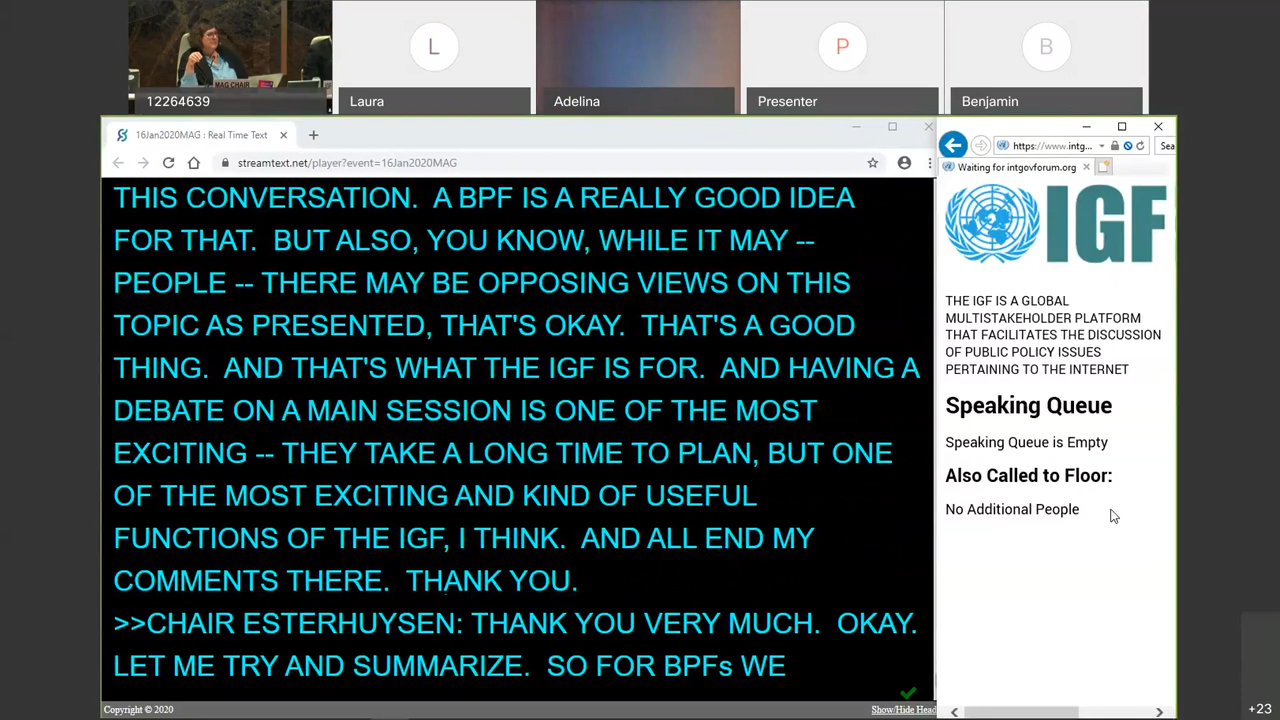 L
P
B
MAG CHAIR
12264639
Laura
Adelina
Presenter
Benjamin
16Jan2020MAG : Real Time Text
streamtext.net/player?event=16Jan2020MAG
THIS CONVERSATION.  A BPF IS A REALLY GOOD IDEA
FOR THAT.  BUT ALSO, YOU KNOW, WHILE IT MAY --
PEOPLE -- THERE MAY BE OPPOSING VIEWS ON THIS
TOPIC AS PRESENTED, THAT'S OKAY.  THAT'S A GOOD
THING.  AND THAT'S WHAT THE IGF IS FOR.  AND HAVING A
DEBATE ON A MAIN SESSION IS ONE OF THE MOST
EXCITING -- THEY TAKE A LONG TIME TO PLAN, BUT ONE
OF THE MOST EXCITING AND KIND OF USEFUL
FUNCTIONS OF THE IGF, I THINK.  AND ALL END MY
COMMENTS THERE.  THANK YOU.
>>CHAIR ESTERHUYSEN: THANK YOU VERY MUCH.  OKAY.
LET ME TRY AND SUMMARIZE.  SO FOR BPFs WE
Copyright © 2020
Show/Hide Head
https://www.intg...
Sea
Waiting for intgovforum.org
IGF
THE IGF IS A GLOBAL
MULTISTAKEHOLDER PLATFORM
THAT FACILITATES THE DISCUSSION
OF PUBLIC POLICY ISSUES
PERTAINING TO THE INTERNET
Speaking Queue
Speaking Queue is Empty
Also Called to Floor:
No Additional People
+23